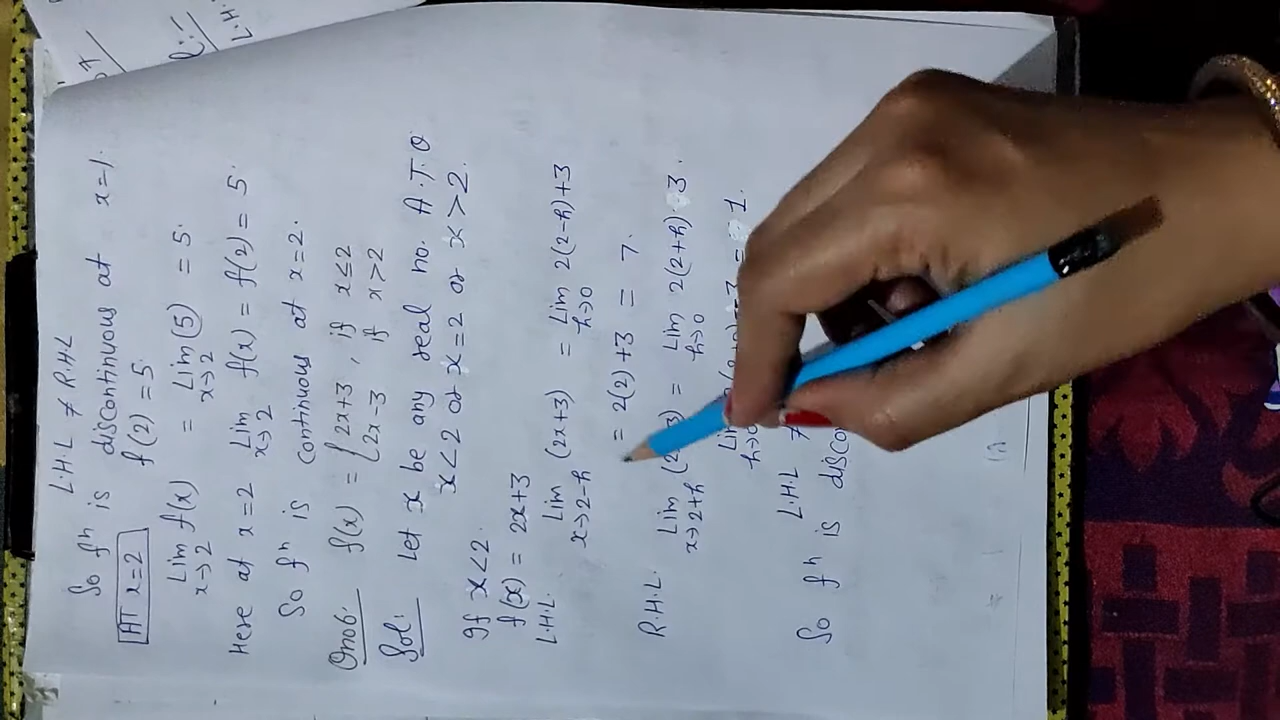 L.H.L ≠ R.H.L
So fⁿ is discontinuous at x=1.
AT x=2
f(2) = 5.
Lim x→2 f(x) = Lim x→2 (5) = 5.
Here at x=2 Lim x→2 f(x) = f(2) = 5.
So fⁿ is continuous at x=2.
Qno6. f(x) = { 2x+3 , if x≤2
2x-3 if x>2
Sol: Let x be any real no. A.T.Q
x<2 or x=2 or x>2.
If x<2.
f(x) = 2x+3
L.H.L. Lim x→2-h (2x+3) = Lim h→0 2(2-h)+3
= 2(2)+3 = 7.
R.H.L. Lim x→2+h = Lim h→0 2(2+h)-3.
h→0 1.
L.H.L ≠
So fⁿ is